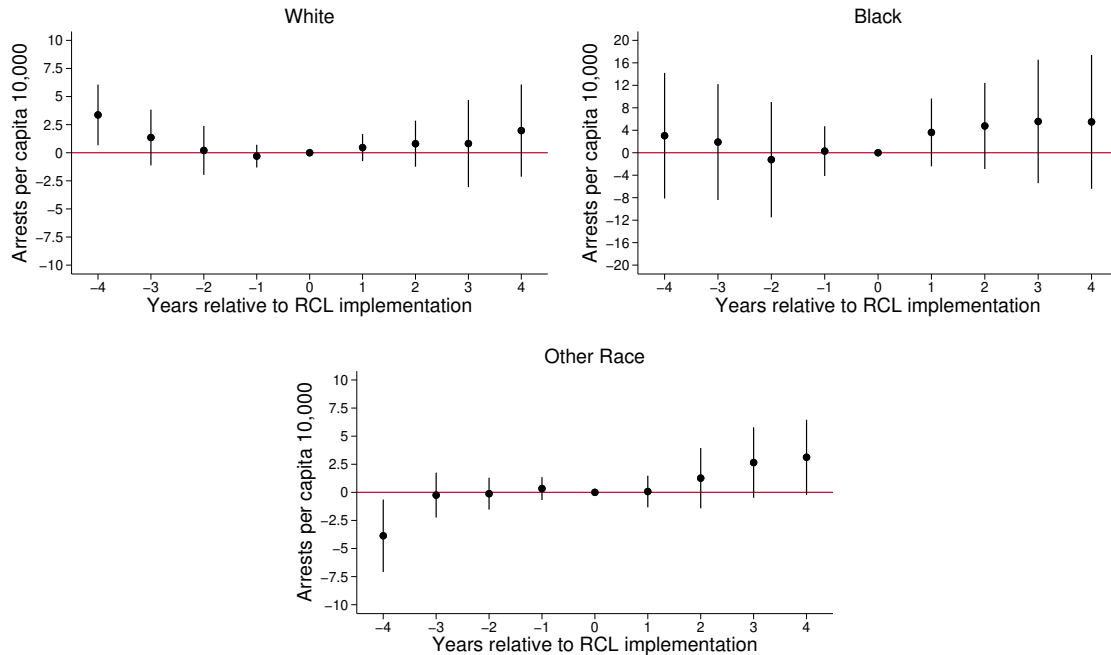 White
Arrests per capita 10,000
10
7.5
5
2.5
0
−2.5
−5
−7.5
−10
−4 −3 −2 −1 0 1 2 3 4
Years relative to RCL implementation
Black
Arrests per capita 10,000
20
16
12
8
4
0
−4
−8
−12
−16
−20
−4 −3 −2 −1 0 1 2 3 4
Years relative to RCL implementation
Other Race
Arrests per capita 10,000
10
7.5
5
2.5
0
−2.5
−5
−7.5
−10
−4 −3 −2 −1 0 1 2 3 4
Years relative to RCL implementation